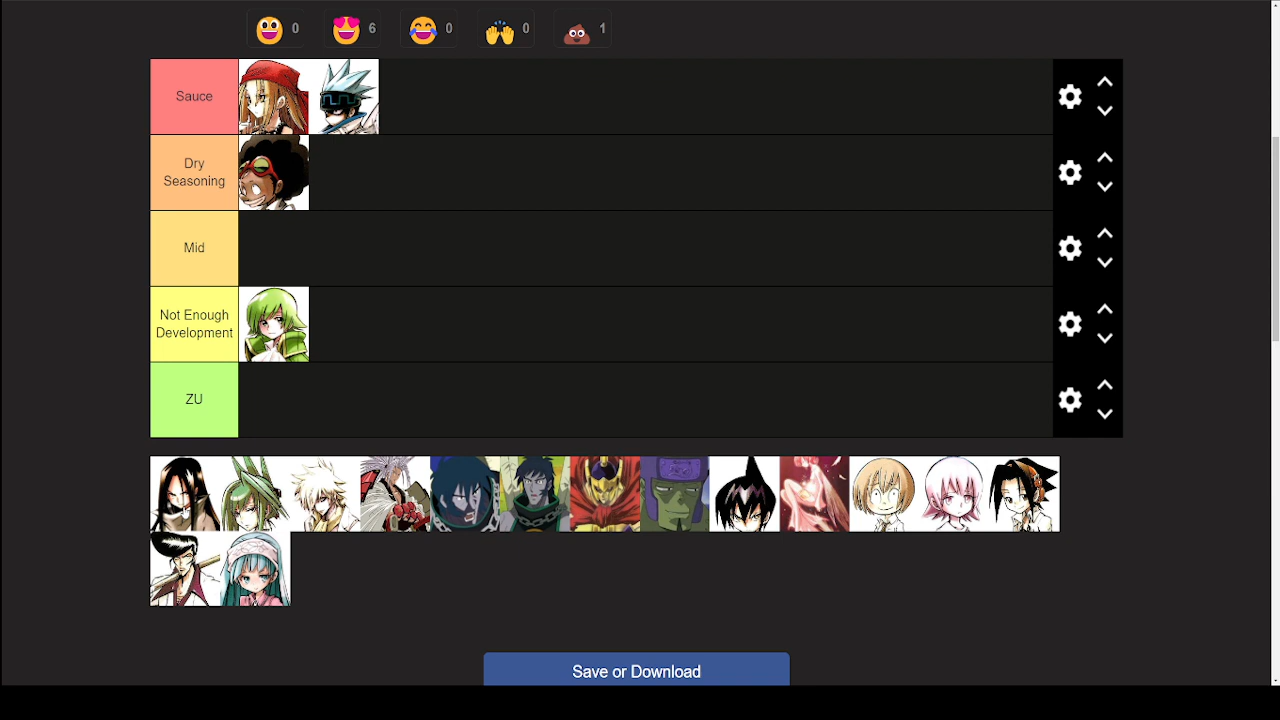 0 6 0 0 1
Sauce
Dry
Seasoning
Mid
Not Enough
Development
ZU
Save or Download